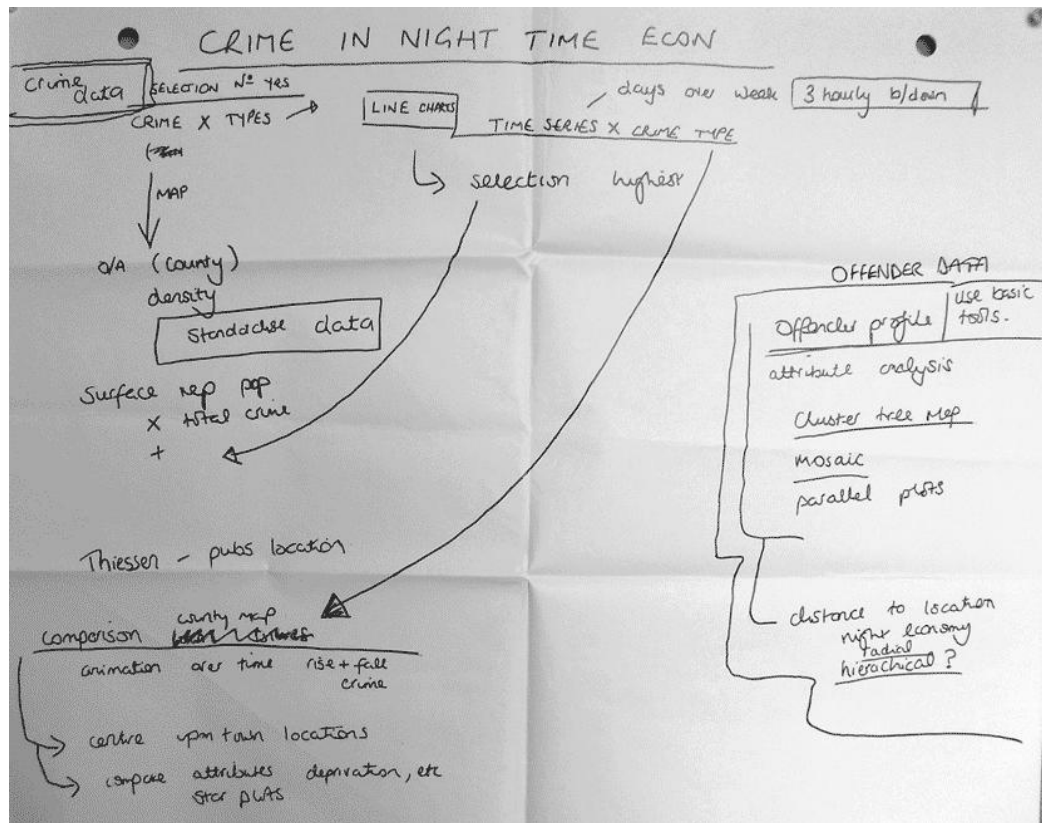 CRIME IN NIGHT TIME ECON
crime data
SELECTION Nº yes
CRIME X TYPES
MAP
O/A (county)
density
standardise data
Surface rep pop
X total crime
+
LINE CHARTS
days over week
3 hourly b/down
TIME SERIES X CRIME TYPE
selection highest
Thiessen - pubs location
county map
comparison
animation over time rise + fall
crime
centre upon town locations
compare attributes deprivation, etc
star plots
OFFENDER DATA
Offender profile
use basic
tools.
attribute analysis
Cluster tree Map
mosaic
parallel plots
distance to location
night economy
radial
hierachical?